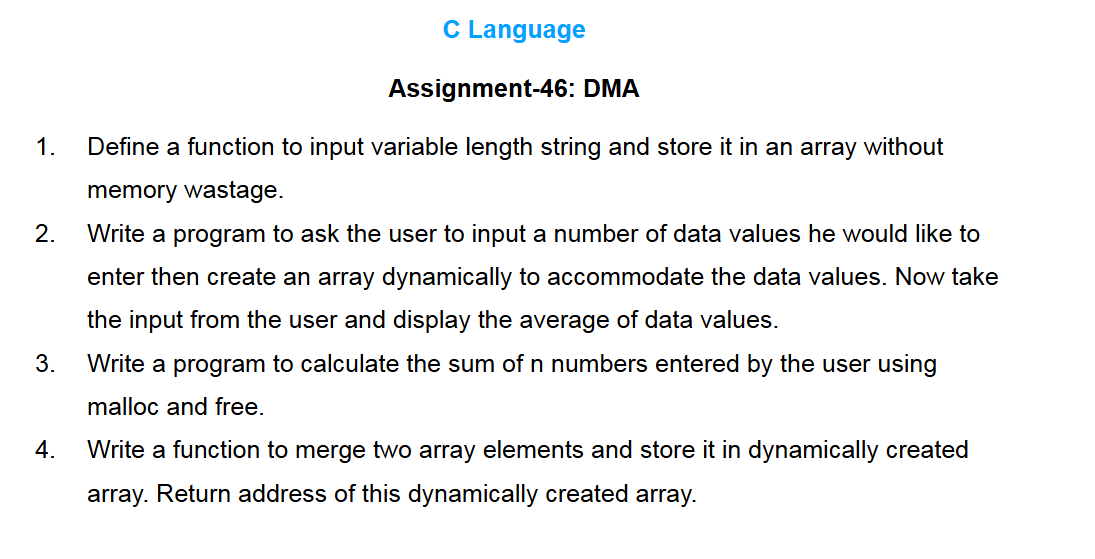 C Language
Assignment-46: DMA
1. Define a function to input variable length string and store it in an array without
memory wastage.
2. Write a program to ask the user to input a number of data values he would like to
enter then create an array dynamically to accommodate the data values. Now take
the input from the user and display the average of data values.
3. Write a program to calculate the sum of n numbers entered by the user using
malloc and free.
4. Write a function to merge two array elements and store it in dynamically created
array. Return address of this dynamically created array.